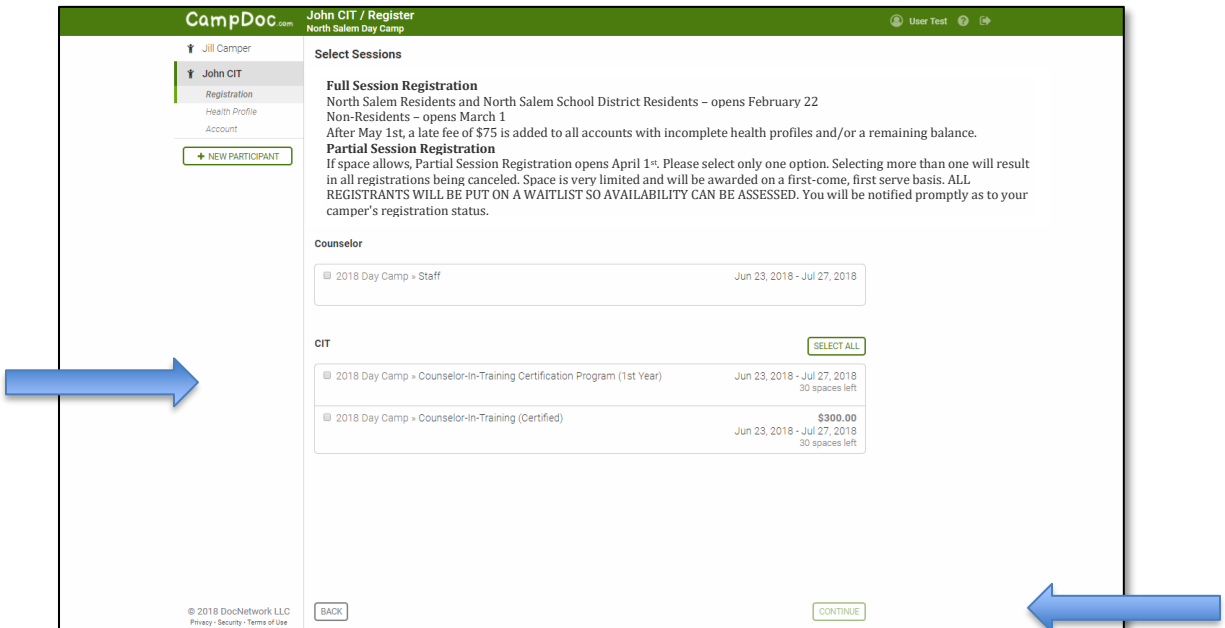 CampDoc.com
John CIT / Register
North Salem Day Camp
User Test
Jill Camper
John CIT
Registration
Health Profile
Account
+ NEW PARTICIPANT
Select Sessions
Full Session Registration
North Salem Residents and North Salem School District Residents – opens February 22
Non-Residents – opens March 1
After May 1st, a late fee of $75 is added to all accounts with incomplete health profiles and/or a remaining balance.
Partial Session Registration
If space allows, Partial Session Registration opens April 1st. Please select only one option. Selecting more than one will result
in all registrations being canceled. Space is very limited and will be awarded on a first-come, first serve basis. ALL
REGISTRANTS WILL BE PUT ON A WAITLIST SO AVAILABILITY CAN BE ASSESSED. You will be notified promptly as to your
camper's registration status.
Counselor
2018 Day Camp » Staff Jun 23, 2018 - Jul 27, 2018
CIT SELECT ALL
2018 Day Camp » Counselor-In-Training Certification Program (1st Year) Jun 23, 2018 - Jul 27, 2018
30 spaces left
2018 Day Camp » Counselor-In-Training (Certified) $300.00
Jun 23, 2018 - Jul 27, 2018
30 spaces left
BACK CONTINUE
© 2018 DocNetwork LLC
Privacy - Security - Terms of Use